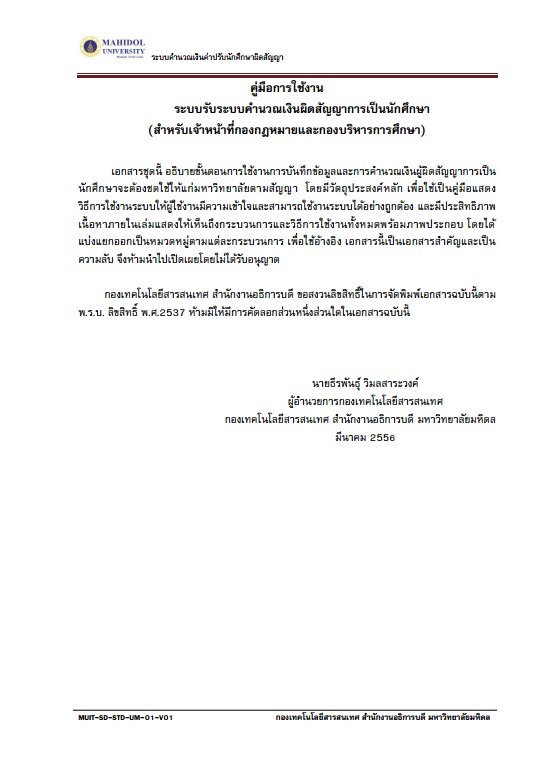 MAHIDOL
UNIVERSITY
Wisdom of the Land
ระบบคำนวณเงินค่าปรับนักศึกษาผิดสัญญา
คู่มือการใช้งาน
ระบบรับระบบคำนวณเงินผิดสัญญาการเป็นนักศึกษา
(สำหรับเจ้าหน้าที่กองกฎหมายและกองบริหารการศึกษา)
เอกสารชุดนี้ อธิบายขั้นตอนการใช้งานการบันทึกข้อมูลและการคำนวณเงินผู้ผิดสัญญาการเป็น
นักศึกษาจะต้องชดใช้ให้แก่มหาวิทยาลัยตามสัญญา โดยมีวัตถุประสงค์หลัก เพื่อใช้เป็นคู่มือแสดง
วิธีการใช้งานระบบให้ผู้ใช้งานมีความเข้าใจและสามารถใช้งานระบบได้อย่างถูกต้อง และมีประสิทธิภาพ
เนื้อหาภายในเล่มแสดงให้เห็นถึงกระบวนการและวิธีการใช้งานทั้งหมดพร้อมภาพประกอบ โดยได้
แบ่งแยกออกเป็นหมวดหมู่ตามแต่ละกระบวนการ เพื่อใช้อ้างอิง เอกสารนี้เป็นเอกสารสำคัญและเป็น
ความลับ จึงห้ามนำไปเปิดเผยโดยไม่ได้รับอนุญาต
กองเทคโนโลยีสารสนเทศ สำนักงานอธิการบดี ขอสงวนลิขสิทธิ์ในการจัดพิมพ์เอกสารฉบับนี้ตาม
พ.ร.บ. ลิขสิทธิ์ พ.ศ.2537 ห้ามมิให้มีการคัดลอกส่วนหนึ่งส่วนใดในเอกสารฉบับนี้
นายธีรพันธุ์ วิมลสาระวงค์
ผู้อำนวยการกองเทคโนโลยีสารสนเทศ
กองเทคโนโลยีสารสนเทศ สำนักงานอธิการบดี มหาวิทยาลัยมหิดล
มีนาคม 2556
MUIT-SD-STD-UM-01-V01
กองเทคโนโลยีสารสนเทศ สำนักงานอธิการบดี มหาวิทยาลัยมหิดล